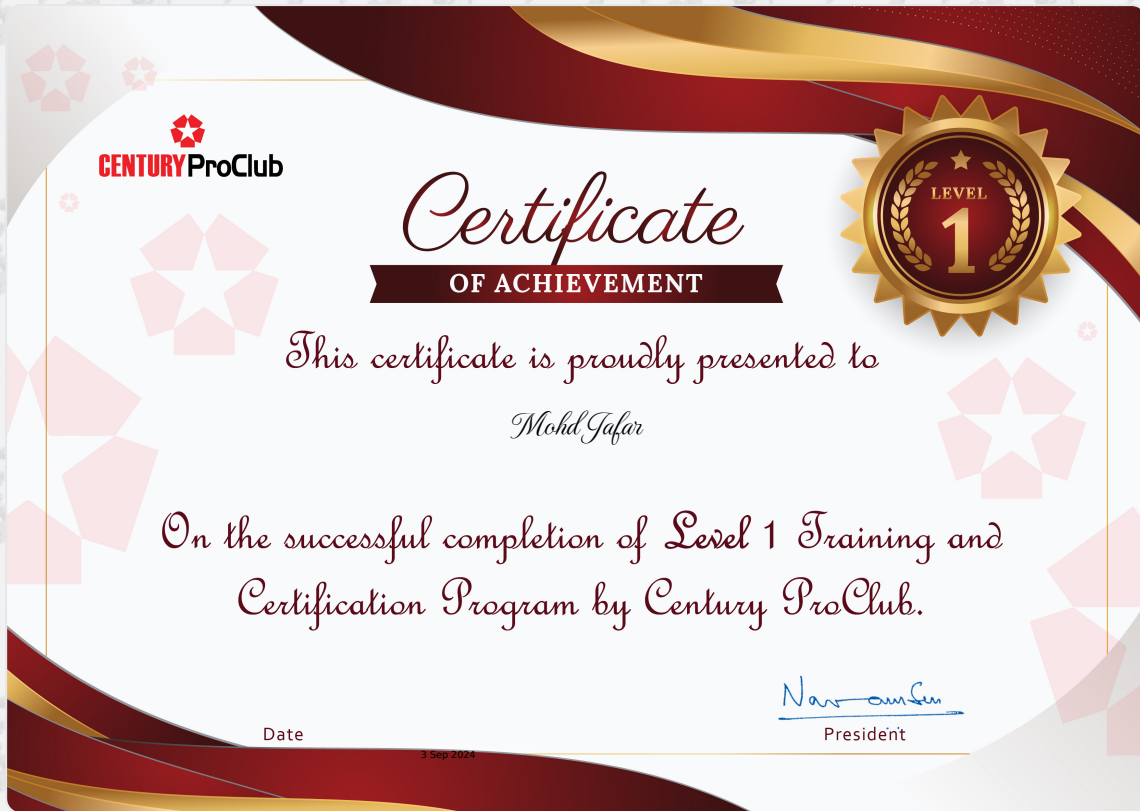 CENTURY ProClub
LEVEL
1
Certificate
OF ACHIEVEMENT
This certificate is proudly presented to
Mohd Jafar
On the successful completion of Level 1 Training and
Certification Program by Century ProClub.
Date
President
3 Sep 2024